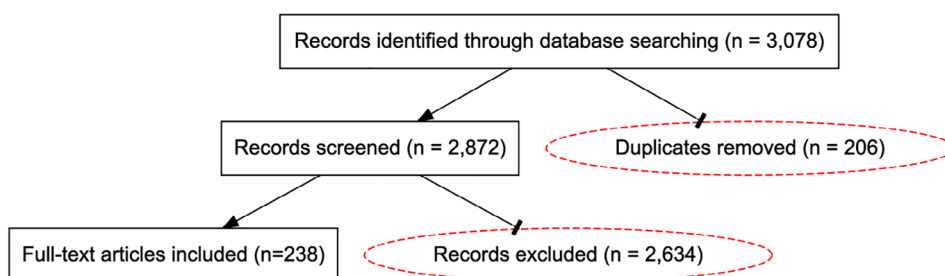 Records identified through database searching (n = 3,078)
Records screened (n = 2,872)
Duplicates removed (n = 206)
Full-text articles included (n=238)
Records excluded (n = 2,634)